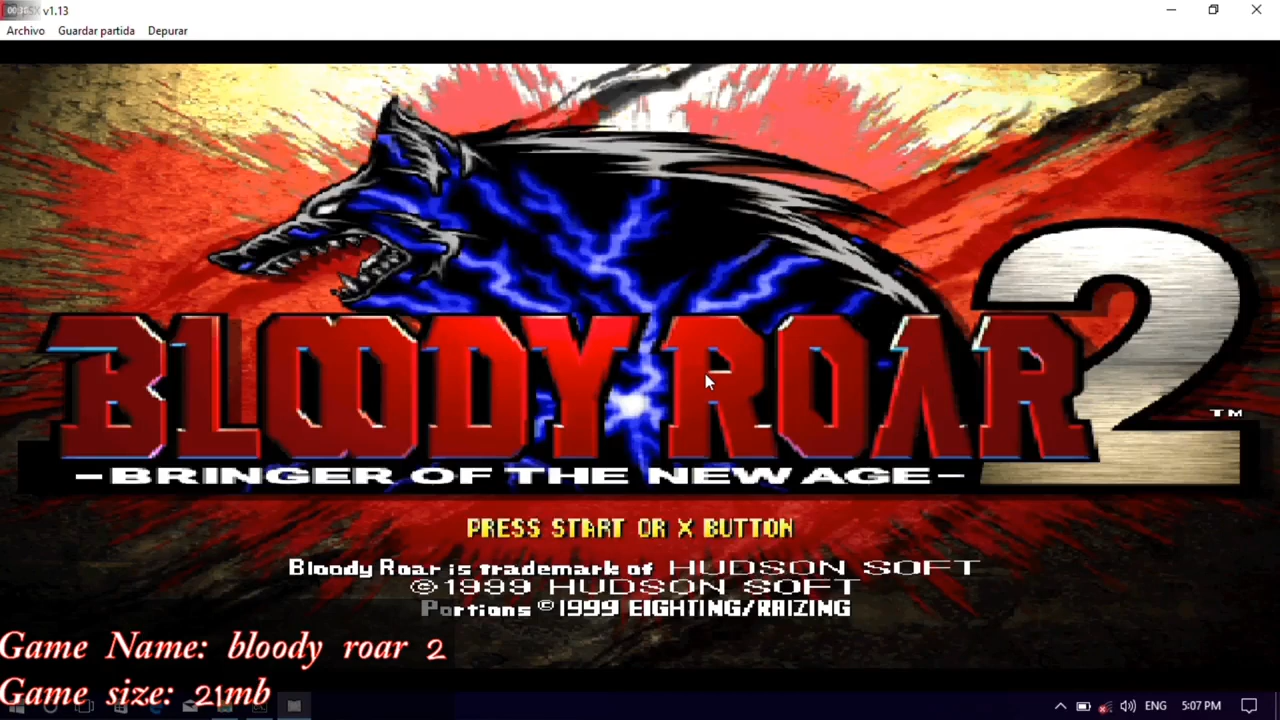 v1.13
Archivo Guardar partida Depurar
BLOODY ROAR 2
TM
-BRINGER OF THE NEW AGE-
PRESS START OR X BUTTON
Bloody Roar is trademark of HUDSON SOFT
©1999 HUDSON SOFT
Portions ©1999 EIGHTING/RAIZING
Game Name: bloody roar 2
Game size: 21mb
ENG 5:07 PM